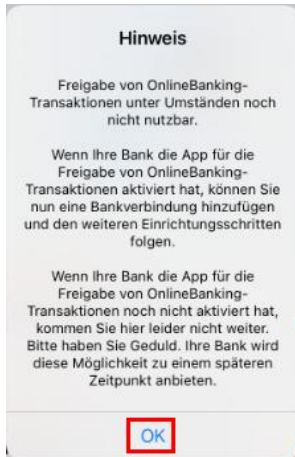 Hinweis
Freigabe von OnlineBanking-
Transaktionen unter Umständen noch
nicht nutzbar.
Wenn Ihre Bank die App für die
Freigabe von OnlineBanking-
Transaktionen aktiviert hat, können Sie
nun eine Bankverbindung hinzufügen
und den weiteren Einrichtungsschritten
folgen.
Wenn Ihre Bank die App für die
Freigabe von OnlineBanking-
Transaktionen noch nicht aktiviert hat,
kommen Sie hier leider nicht weiter.
Bitte haben Sie Geduld. Ihre Bank wird
diese Möglichkeit zu einem späteren
Zeitpunkt anbieten.
OK